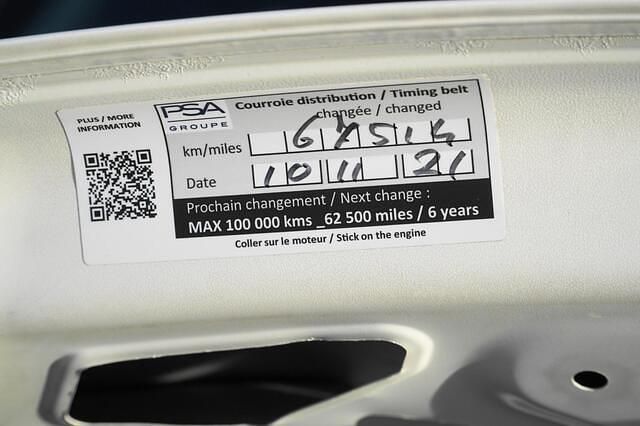 PLUS / MORE
INFORMATION
PSA
GROUPE
Courroie distribution / Timing belt
changée / changed
km/miles
Date 10 11 21
Prochain changement / Next change :
MAX 100 000 kms _62 500 miles / 6 years
Coller sur le moteur / Stick on the engine